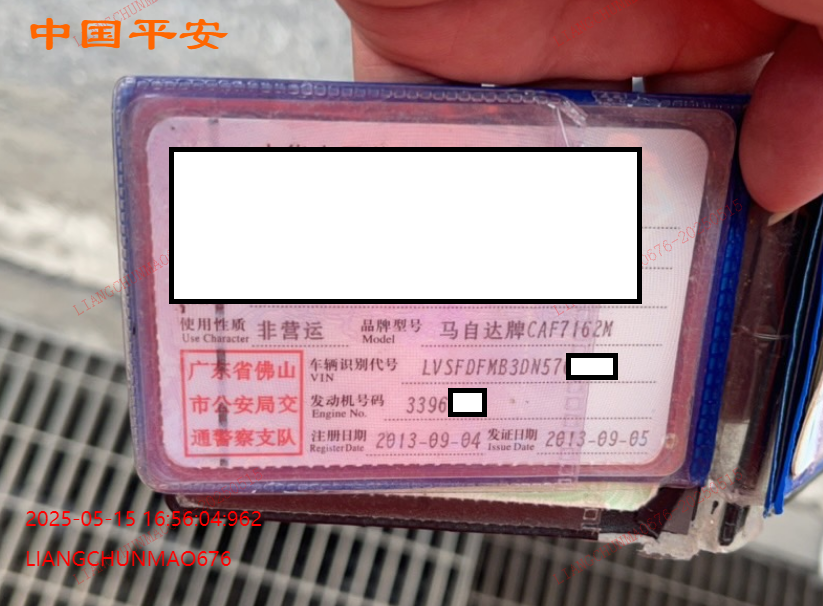 中国平安
使用性质 非营运 品牌型号 马自达牌CAF7162M
Use Character Model
广东省佛山
市公安局交
通警察支队
车辆识别代号 LVSFDFMB3DN57
VIN
发动机号码 3396
Engine No.
注册日期 2013-09-04 发证日期 2013-09-05
Register Date Issue Date
2025-05-15 16:56:04:962
LIANGCHUNMAO676